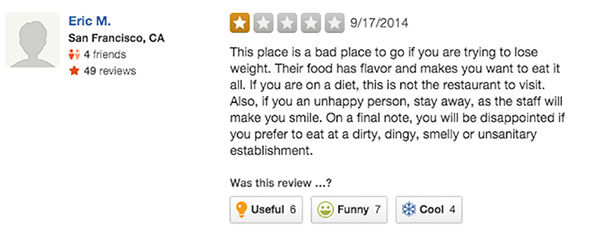 Eric M.
San Francisco, CA
4 friends
49 reviews
9/17/2014
This place is a bad place to go if you are trying to lose
weight. Their food has flavor and makes you want to eat it
all. If you are on a diet, this is not the restaurant to visit.
Also, if you an unhappy person, stay away, as the staff will
make you smile. On a final note, you will be disappointed if
you prefer to eat at a dirty, dingy, smelly or unsanitary
establishment.
Was this review ...?
Useful 6 Funny 7 Cool 4